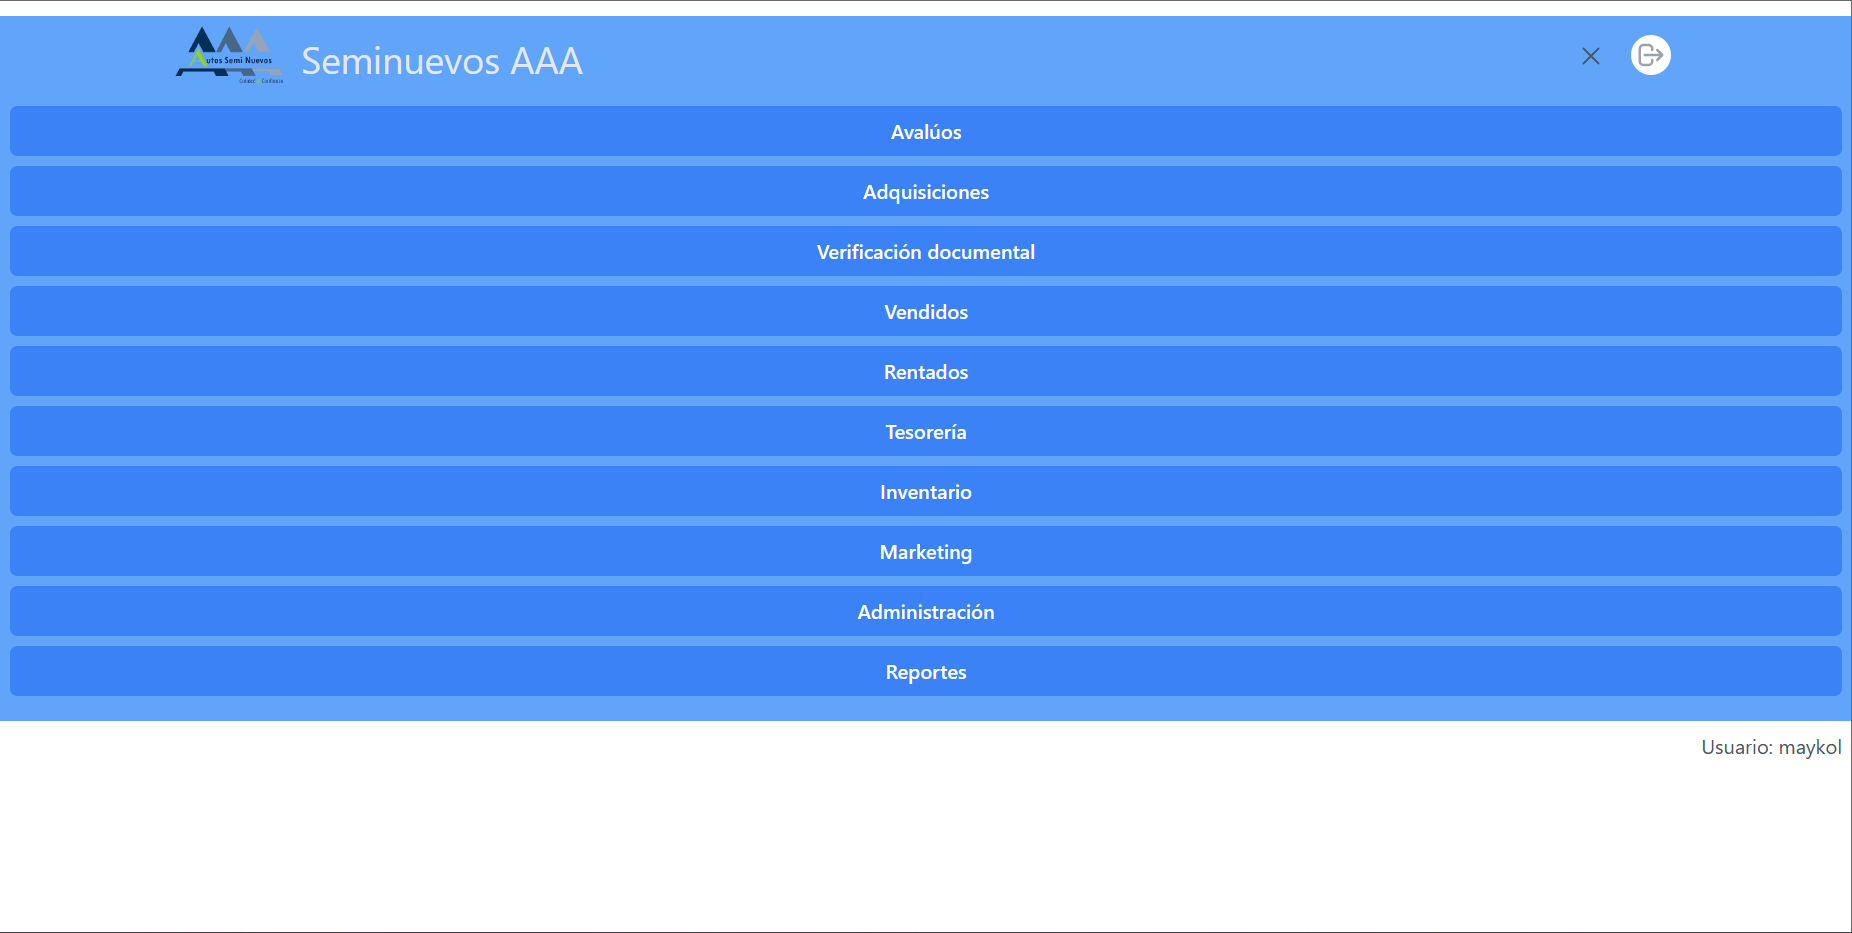 Autos Semi Nuevos
Seminuevos AAA
Avalúos
Adquisiciones
Verificación documental
Vendidos
Rentados
Tesorería
Inventario
Marketing
Administración
Reportes
Usuario: maykol